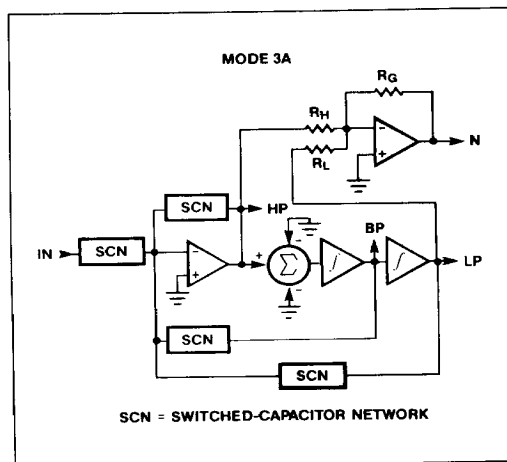 MODE 3A
RG
RH
N
RL
SCN
HP
BP
IN
SCN
-
+
+
-
Σ
-
∫
∫
LP
-
+
SCN
SCN
SCN = SWITCHED-CAPACITOR NETWORK